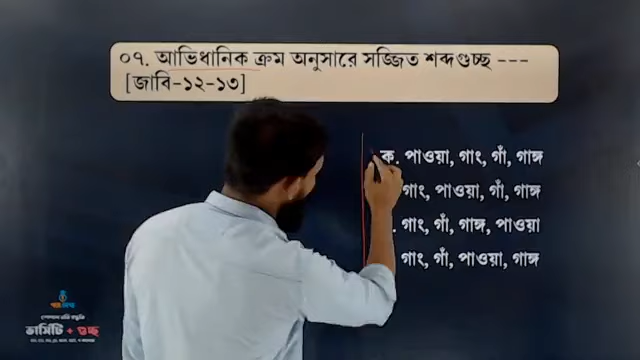 ০৭. আভিধানিক ক্রম অনুসারে সজ্জিত শব্দগুচ্ছ ---
[জাবি-১২-১৩]
ক. পাওয়া, গাং, গাঁ, গাঙ্গ
গাং, পাওয়া, গাঁ, গাঙ্গ
. গাং, গাঁ, গাঙ্গ, পাওয়া
গাং, গাঁ, পাওয়া, গাঙ্গ
ভার্সিটি + গুচ্ছ